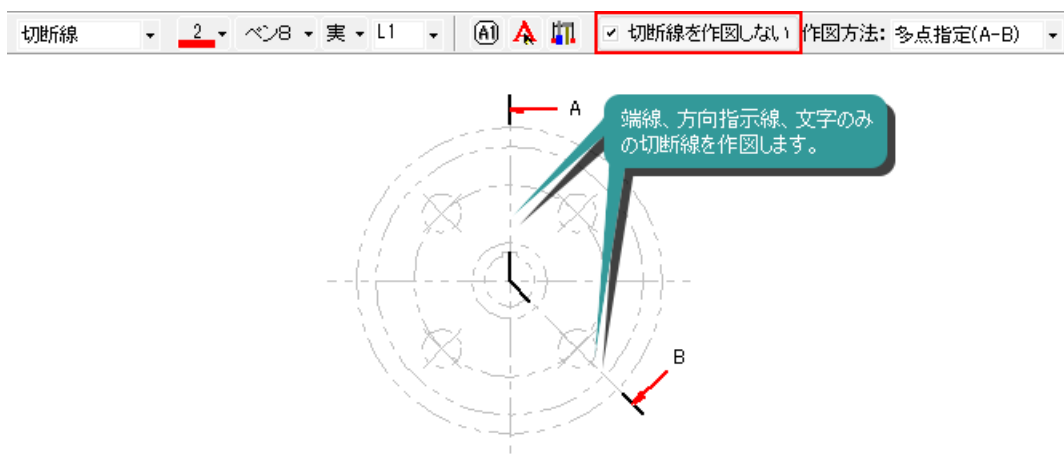 切断線 2 ペン8 実 L1 A1 A 切断線を作図しない 作図方法: 多点指定(A-B)
A
端線、方向指示線、文字のみ
の切断線を作図します。
B